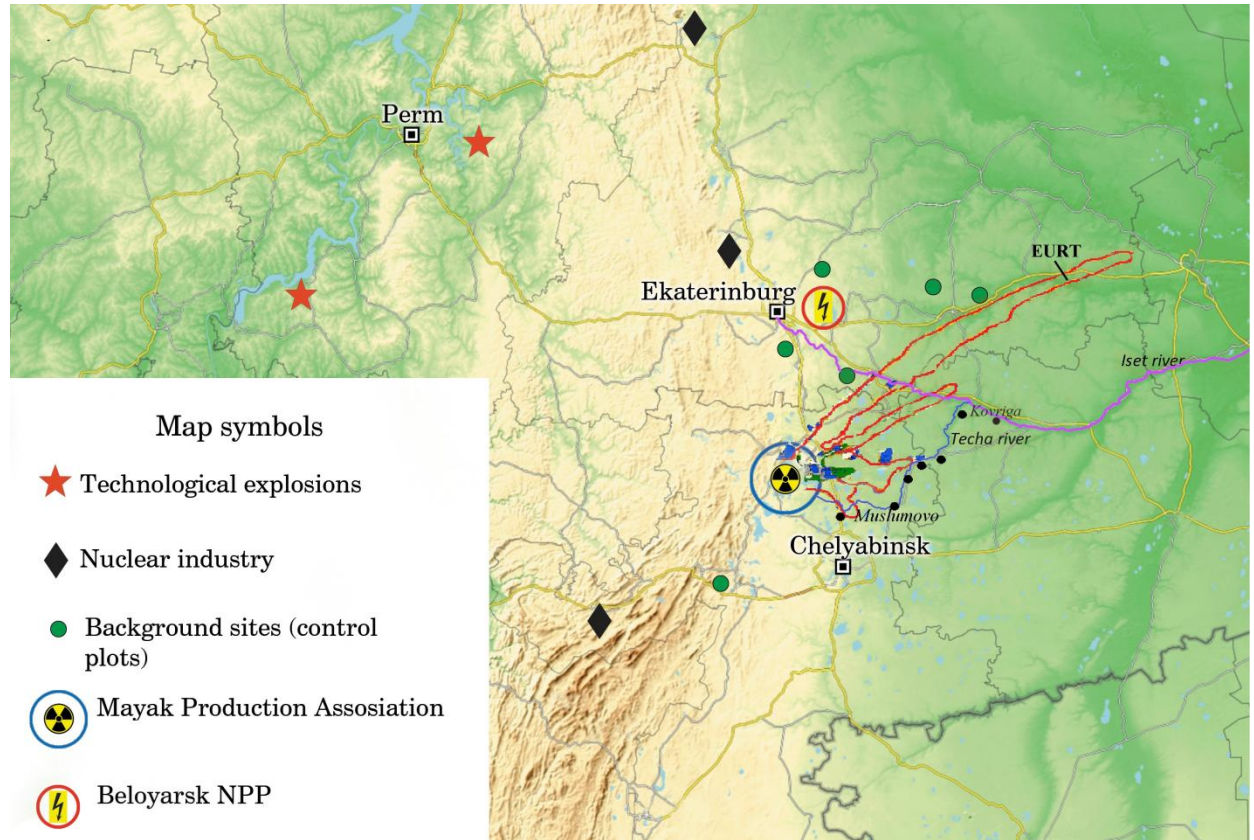 Perm
EURT
Ekaterinburg
Iset river
Kovriga
Techa river
Muslumovo
Chelyabinsk
Map symbols
Technological explosions
Nuclear industry
Background sites (control
plots)
Mayak Production Assosiation
Beloyarsk NPP